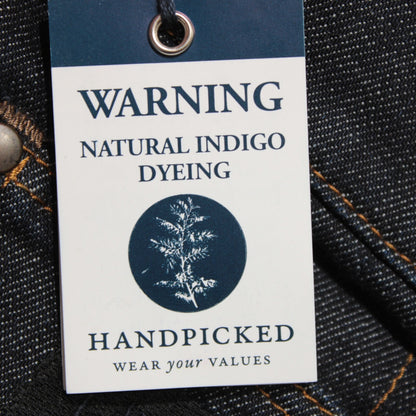 WARNING
NATURAL INDIGO
DYEING
HANDPICKED
WEAR your VALUES